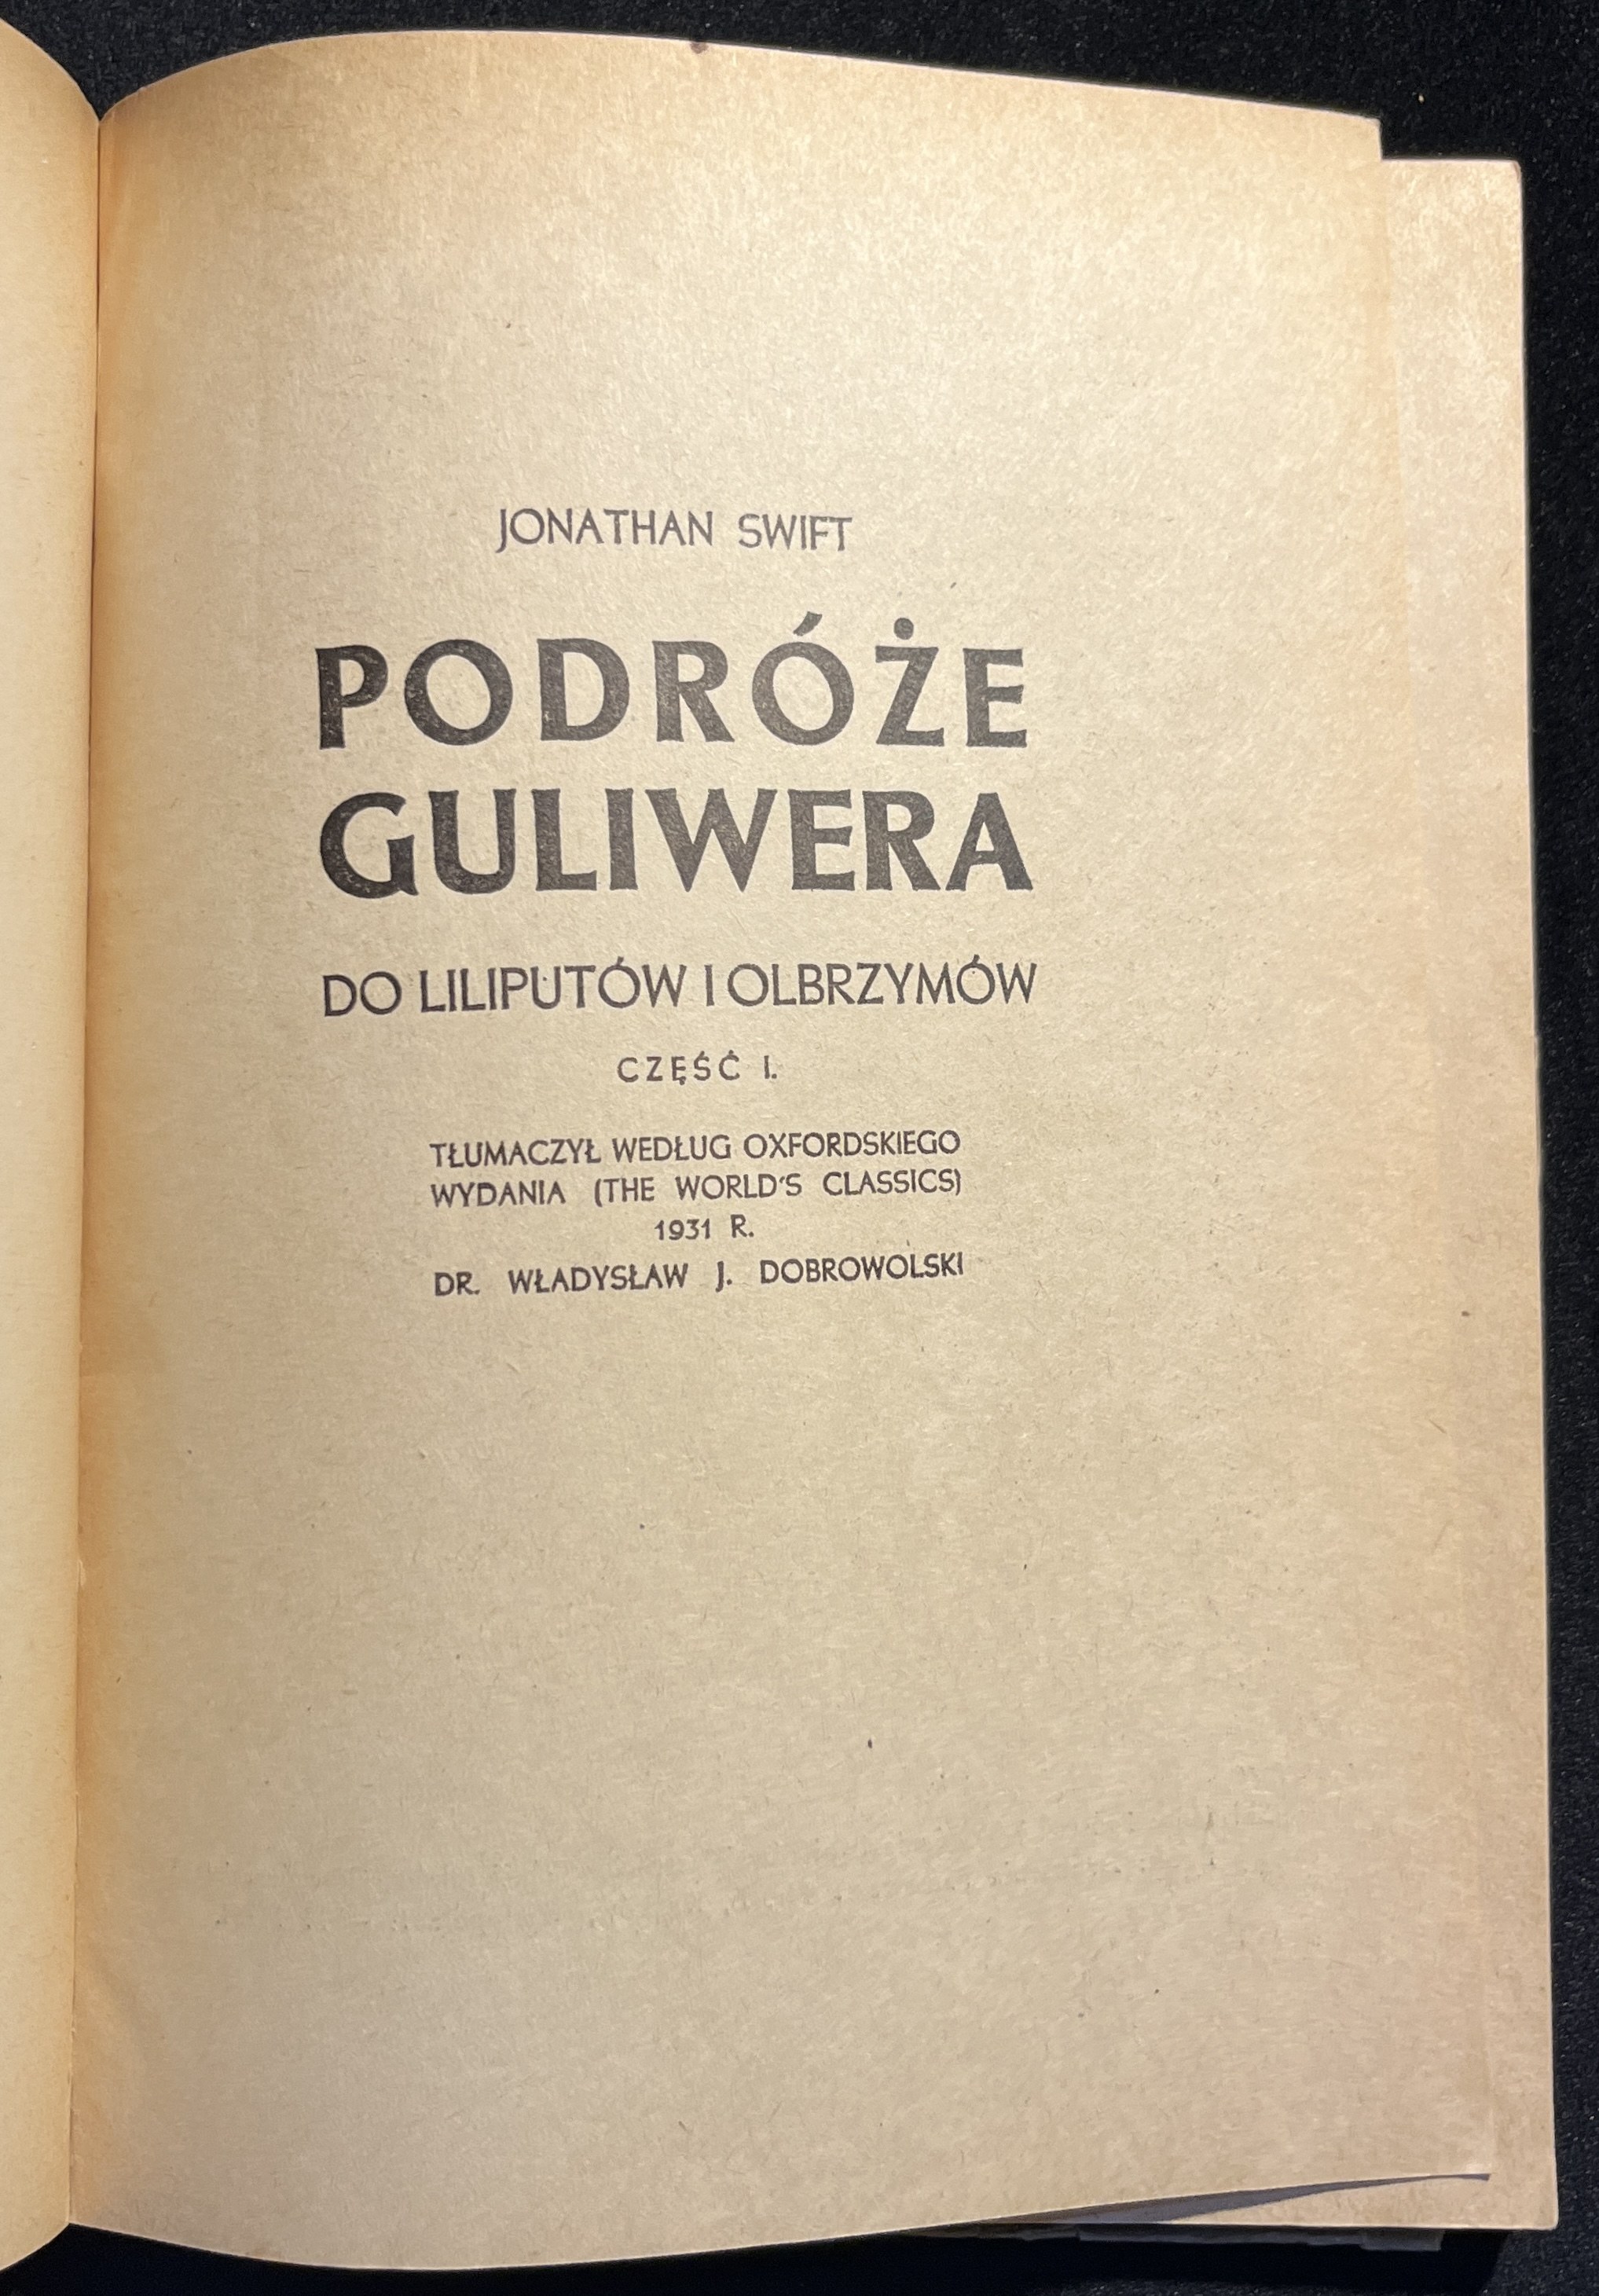 JONATHAN SWIFT
PODRÓŻE
GULIWERA
DO LILIPUTÓW I OLBRZYMÓW
CZĘŚĆ I.
TŁUMACZYŁ WEDŁUG OXFORDSKIEGO
WYDANIA (THE WORLD'S CLASSICS)
1931 R.
DR. WŁADYSŁAW J. DOBROWOLSKI